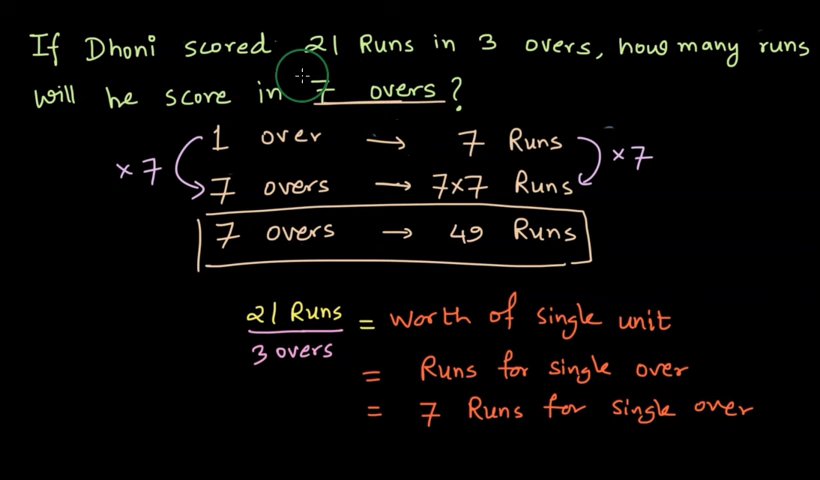 If Dhoni scored 21 Runs in 3 overs, how many runs
will he score in 7 overs?
1 over → 7 Runs
×7 ×7
7 overs → 7×7 Runs
7 overs → 49 Runs
21 Runs = Worth of single unit
3 overs
= Runs for single over
= 7 Runs for single over